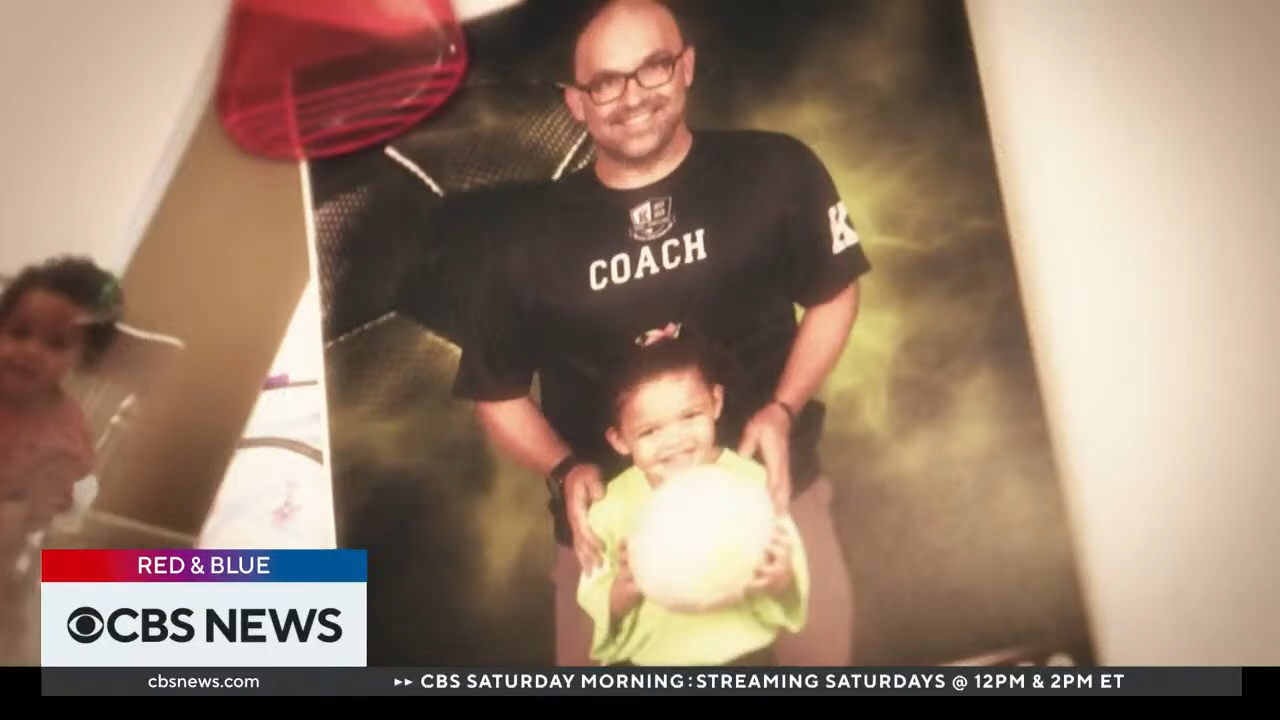 COACH
K
RED & BLUE
CBS NEWS
cbsnews.com
CBS SATURDAY MORNING: STREAMING SATURDAYS @ 12PM & 2PM ET